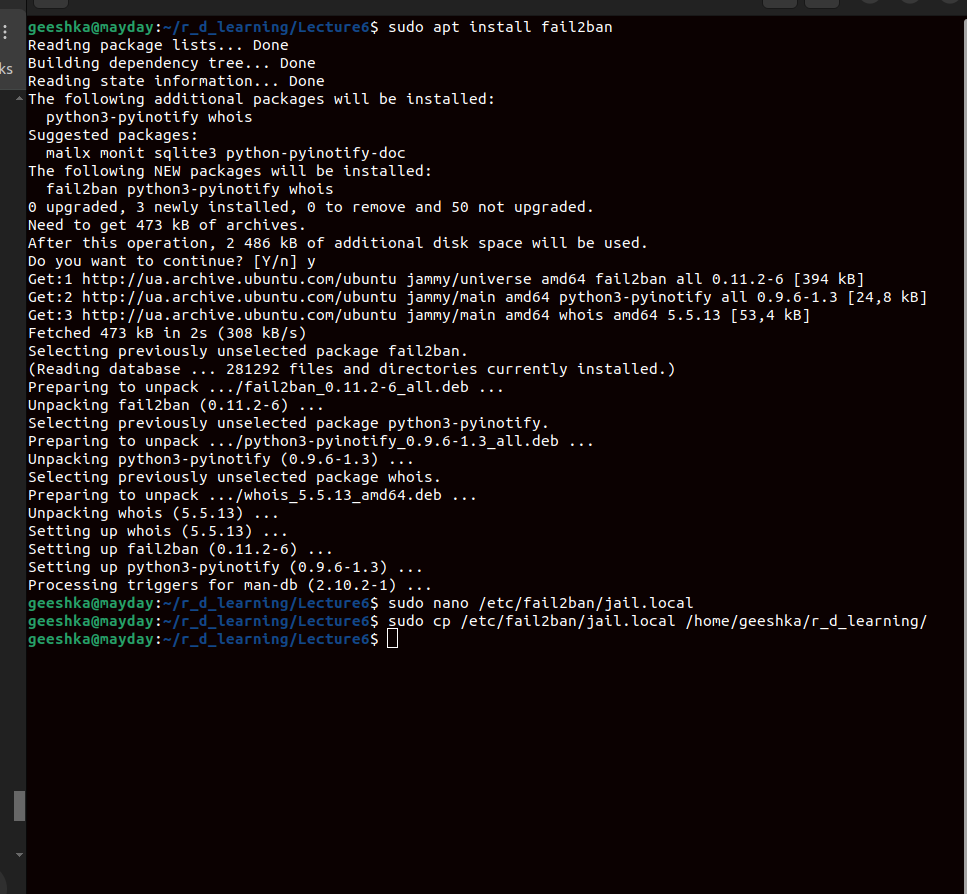 geeshka@mayday:~/r_d_learning/Lecture6$ sudo apt install fail2ban
Reading package lists... Done
ks
Building dependency tree... Done
Reading state information... Done
The following additional packages will be installed:
  python3-pyinotify whois
Suggested packages:
  mailx monit sqlite3 python-pyinotify-doc
The following NEW packages will be installed:
  fail2ban python3-pyinotify whois
0 upgraded, 3 newly installed, 0 to remove and 50 not upgraded.
Need to get 473 kB of archives.
After this operation, 2 486 kB of additional disk space will be used.
Do you want to continue? [Y/n] y
Get:1 http://ua.archive.ubuntu.com/ubuntu jammy/universe amd64 fail2ban all 0.11.2-6 [394 kB]
Get:2 http://ua.archive.ubuntu.com/ubuntu jammy/main amd64 python3-pyinotify all 0.9.6-1.3 [24,8 kB]
Get:3 http://ua.archive.ubuntu.com/ubuntu jammy/main amd64 whois amd64 5.5.13 [53,4 kB]
Fetched 473 kB in 2s (308 kB/s)
Selecting previously unselected package fail2ban.
(Reading database ... 281292 files and directories currently installed.)
Preparing to unpack .../fail2ban_0.11.2-6_all.deb ...
Unpacking fail2ban (0.11.2-6) ...
Selecting previously unselected package python3-pyinotify.
Preparing to unpack .../python3-pyinotify_0.9.6-1.3_all.deb ...
Unpacking python3-pyinotify (0.9.6-1.3) ...
Selecting previously unselected package whois.
Preparing to unpack .../whois_5.5.13_amd64.deb ...
Unpacking whois (5.5.13) ...
Setting up whois (5.5.13) ...
Setting up fail2ban (0.11.2-6) ...
Setting up python3-pyinotify (0.9.6-1.3) ...
Processing triggers for man-db (2.10.2-1) ...
geeshka@mayday:~/r_d_learning/Lecture6$ sudo nano /etc/fail2ban/jail.local
geeshka@mayday:~/r_d_learning/Lecture6$ sudo cp /etc/fail2ban/jail.local /home/geeshka/r_d_learning/
geeshka@mayday:~/r_d_learning/Lecture6$